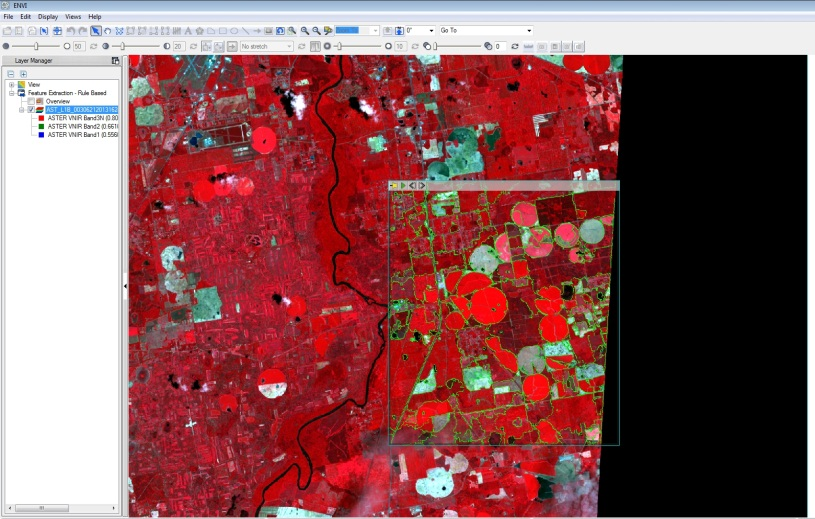 ENVI
File Edit Display Views Help
0° Go To
50 20 No stretch 10 0
Layer Manager
View
Feature Extraction - Rule Based
Overview
AST_L1B_00306212013162
ASTER VNIR Band3N (0.80
ASTER VNIR Band2 (0.661
ASTER VNIR Band1 (0.556